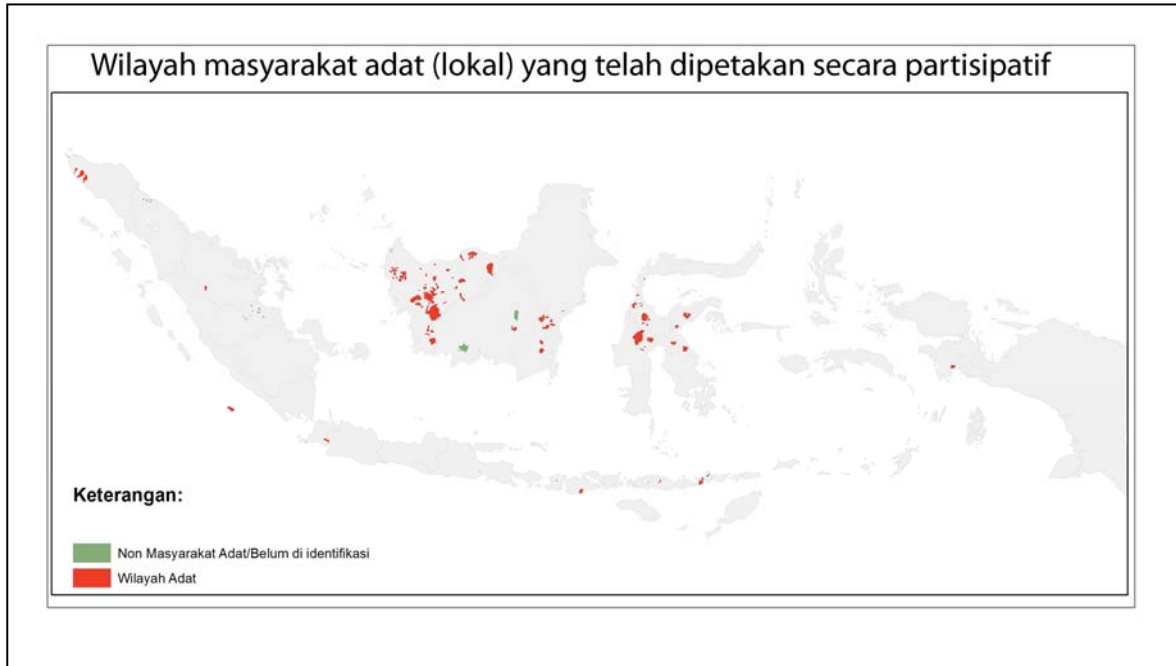 Wilayah masyarakat adat (lokal) yang telah dipetakan secara partisipatif
Keterangan:
Non Masyarakat Adat/Belum di identifikasi
Wilayah Adat